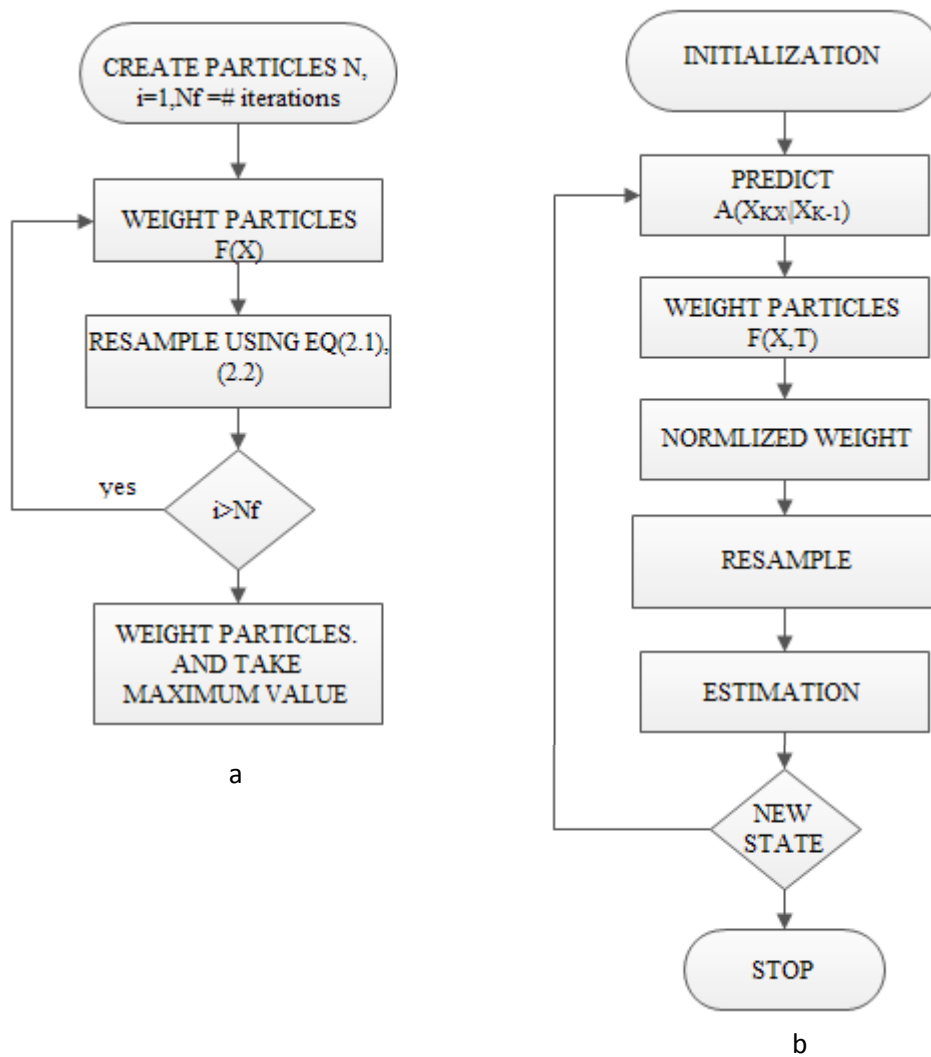 CREATE PARTICLES N,
i=1,Nf =# iterations
WEIGHT PARTICLES
F(X)
RESAMPLE USING EQ(2.1),
(2.2)
yes
i>Nf
WEIGHT PARTICLES.
AND TAKE
MAXIMUM VALUE
a
INITIALIZATION
PREDICT
A(XKX|XK-1)
WEIGHT PARTICLES
F(X,T)
NORMLIZED WEIGHT
RESAMPLE
ESTIMATION
NEW
STATE
STOP
b